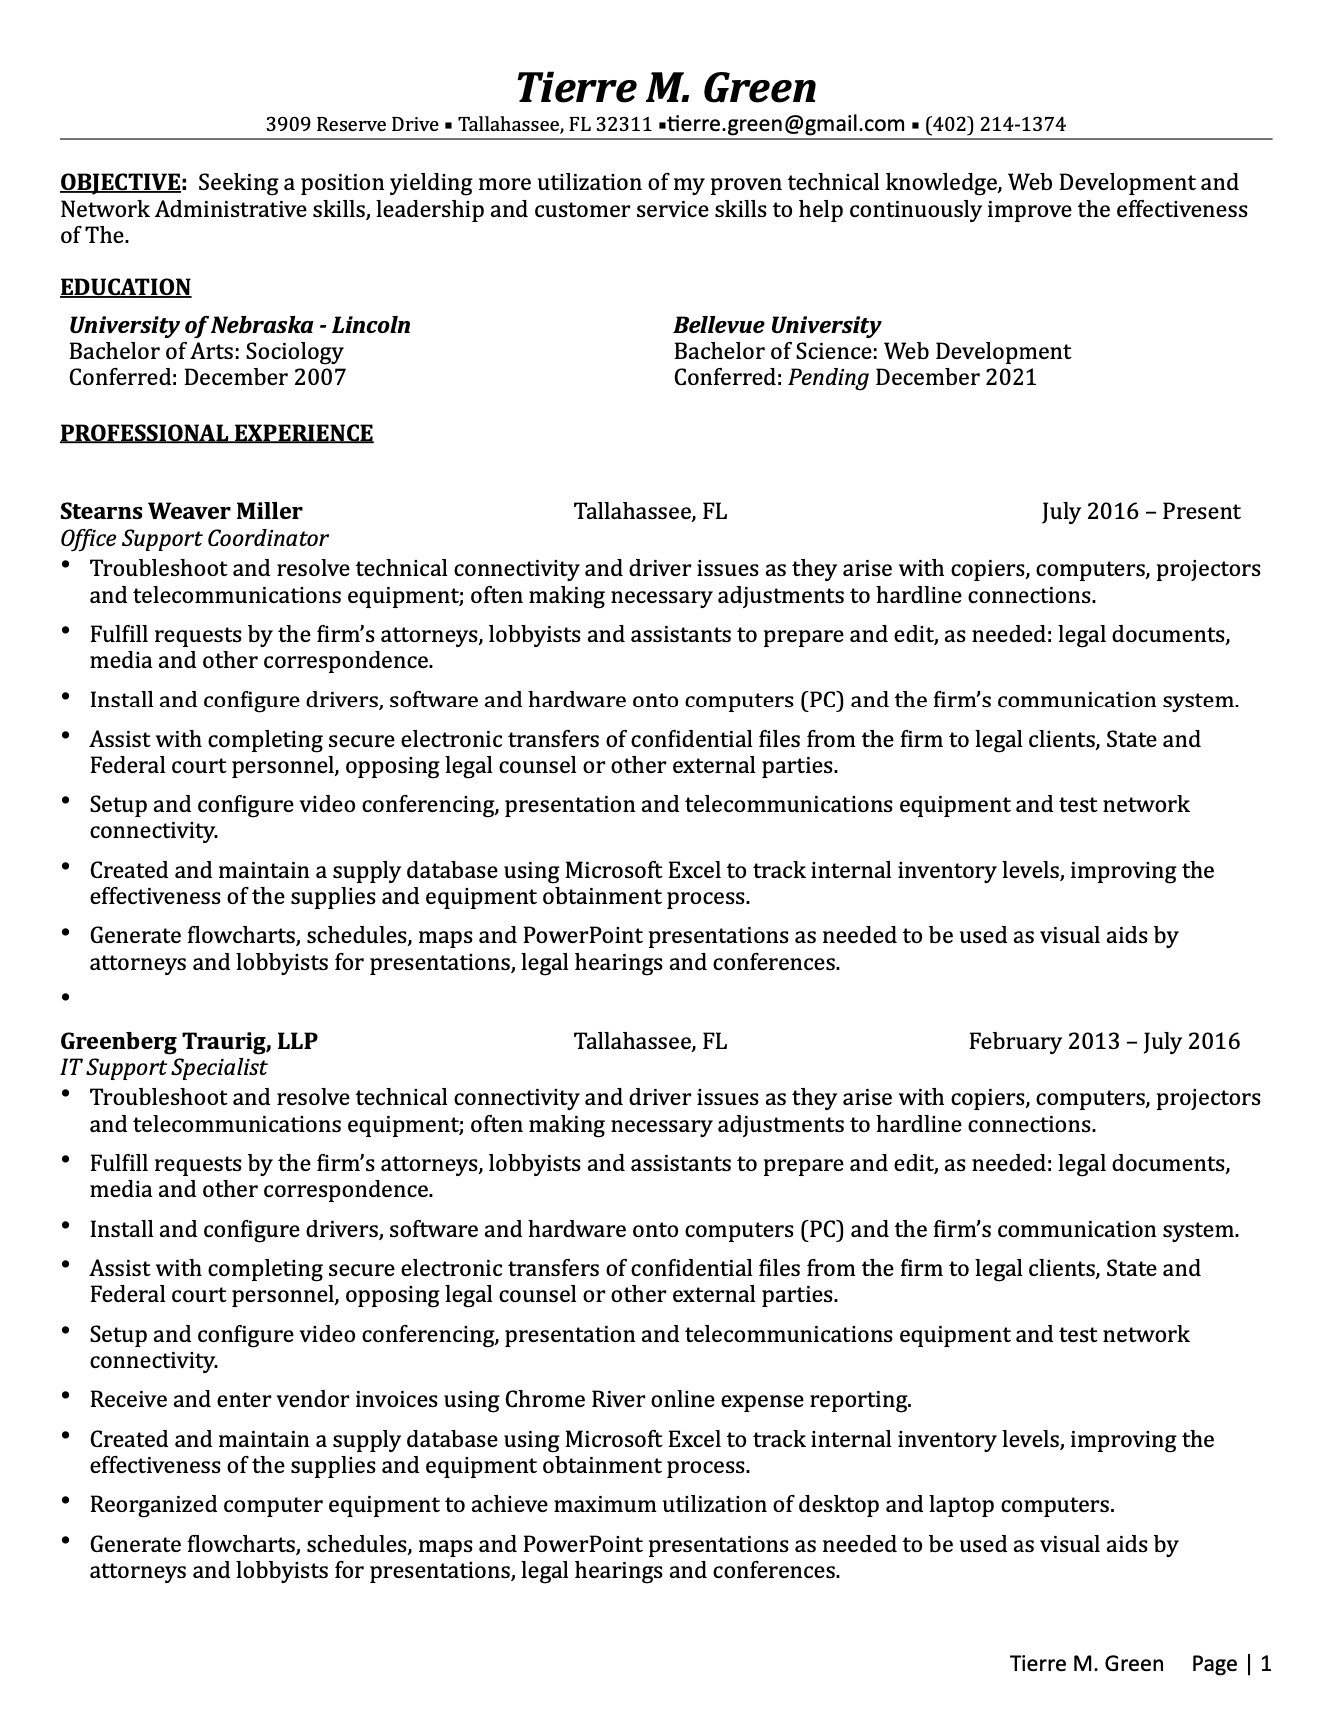 Tierre M. Green
3909 Reserve Drive ▪ Tallahassee, FL 32311 ▪tierre.green@gmail.com ▪ (402) 214-1374
OBJECTIVE: Seeking a position yielding more utilization of my proven technical knowledge, Web Development and
Network Administrative skills, leadership and customer service skills to help continuously improve the effectiveness
of The.
EDUCATION
University of Nebraska - Lincoln
Bachelor of Arts: Sociology
Conferred: December 2007
Bellevue University
Bachelor of Science: Web Development
Conferred: Pending December 2021
PROFESSIONAL EXPERIENCE
Stearns Weaver Miller Tallahassee, FL July 2016 – Present
Office Support Coordinator
• Troubleshoot and resolve technical connectivity and driver issues as they arise with copiers, computers, projectors
and telecommunications equipment; often making necessary adjustments to hardline connections.
• Fulfill requests by the firm’s attorneys, lobbyists and assistants to prepare and edit, as needed: legal documents,
media and other correspondence.
• Install and configure drivers, software and hardware onto computers (PC) and the firm’s communication system.
• Assist with completing secure electronic transfers of confidential files from the firm to legal clients, State and
Federal court personnel, opposing legal counsel or other external parties.
• Setup and configure video conferencing, presentation and telecommunications equipment and test network
connectivity.
• Created and maintain a supply database using Microsoft Excel to track internal inventory levels, improving the
effectiveness of the supplies and equipment obtainment process.
• Generate flowcharts, schedules, maps and PowerPoint presentations as needed to be used as visual aids by
attorneys and lobbyists for presentations, legal hearings and conferences.
•
Greenberg Traurig, LLP Tallahassee, FL February 2013 – July 2016
IT Support Specialist
• Troubleshoot and resolve technical connectivity and driver issues as they arise with copiers, computers, projectors
and telecommunications equipment; often making necessary adjustments to hardline connections.
• Fulfill requests by the firm’s attorneys, lobbyists and assistants to prepare and edit, as needed: legal documents,
media and other correspondence.
• Install and configure drivers, software and hardware onto computers (PC) and the firm’s communication system.
• Assist with completing secure electronic transfers of confidential files from the firm to legal clients, State and
Federal court personnel, opposing legal counsel or other external parties.
• Setup and configure video conferencing, presentation and telecommunications equipment and test network
connectivity.
• Receive and enter vendor invoices using Chrome River online expense reporting.
• Created and maintain a supply database using Microsoft Excel to track internal inventory levels, improving the
effectiveness of the supplies and equipment obtainment process.
• Reorganized computer equipment to achieve maximum utilization of desktop and laptop computers.
• Generate flowcharts, schedules, maps and PowerPoint presentations as needed to be used as visual aids by
attorneys and lobbyists for presentations, legal hearings and conferences.
Tierre M. Green Page | 1